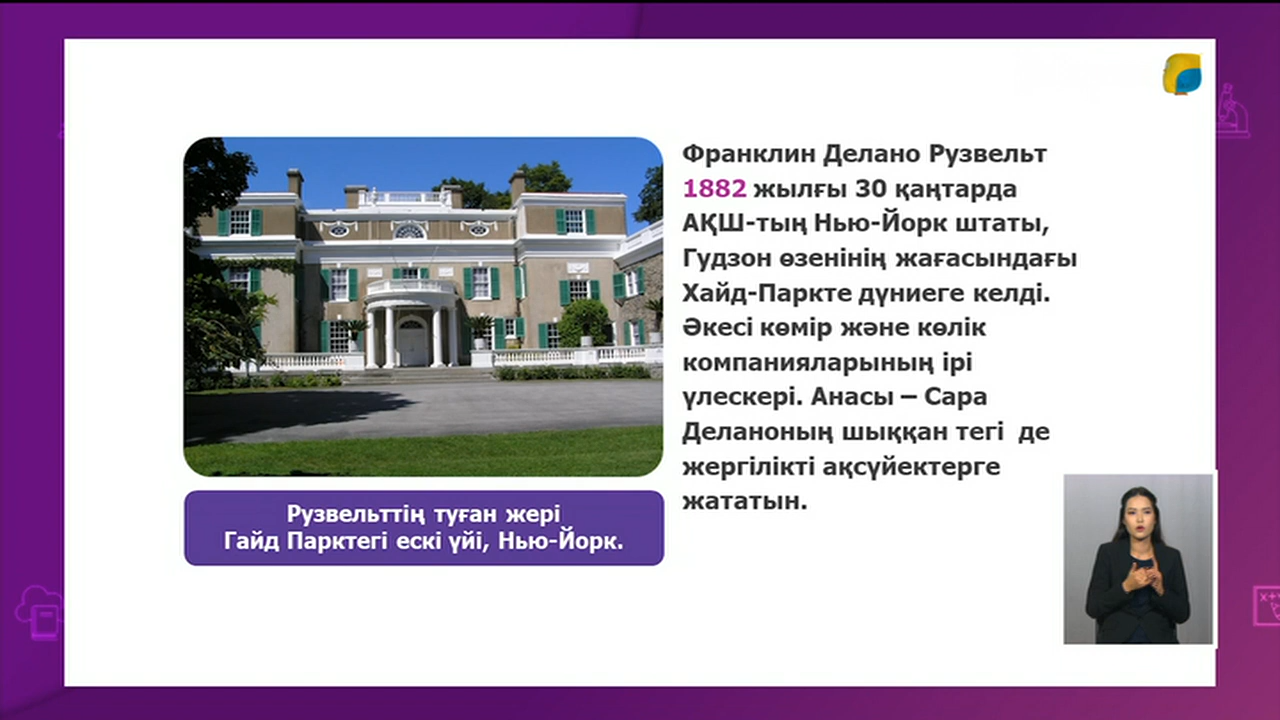 Франклин Делано Рузвельт
1882 жылғы 30 қаңтарда
АҚШ-тың Нью-Йорк штаты,
Гудзон өзенінің жағасындағы
Хайд-Паркте дүниеге келді.
Әкесі көмір және көлік
компанияларының ірі
үлескері. Анасы – Сара
Деланоның шыққан тегі де
жергілікті ақсүйектерге
жататын.
Рузвельттің туған жері
Гайд Парктегі ескі үйі, Нью-Йорк.